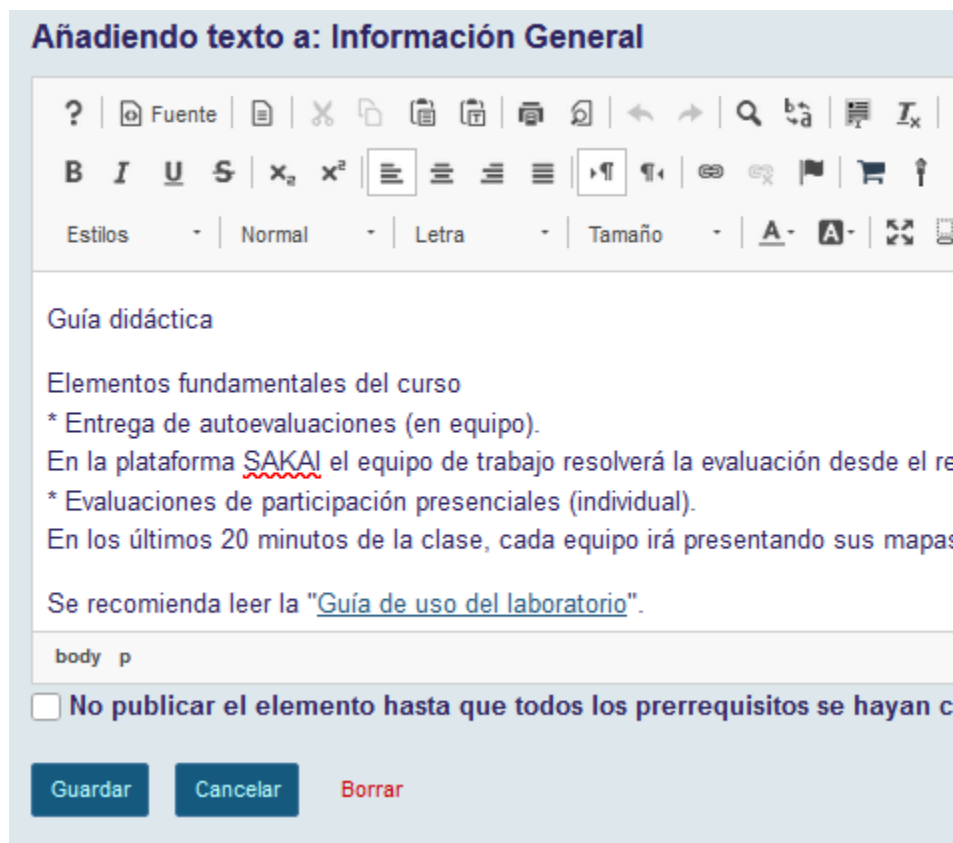 Añadiendo texto a: Información General
? Fuente
B I U S x₂ x²
Estilos Normal Letra Tamaño A A
Guía didáctica
Elementos fundamentales del curso
* Entrega de autoevaluaciones (en equipo).
En la plataforma SAKAI el equipo de trabajo resolverá la evaluación desde el
* Evaluaciones de participación presenciales (individual).
En los últimos 20 minutos de la clase, cada equipo irá presentando sus mapas
Se recomienda leer la "Guía de uso del laboratorio".
body p
No publicar el elemento hasta que todos los prerrequisitos se hayan
Guardar Cancelar Borrar